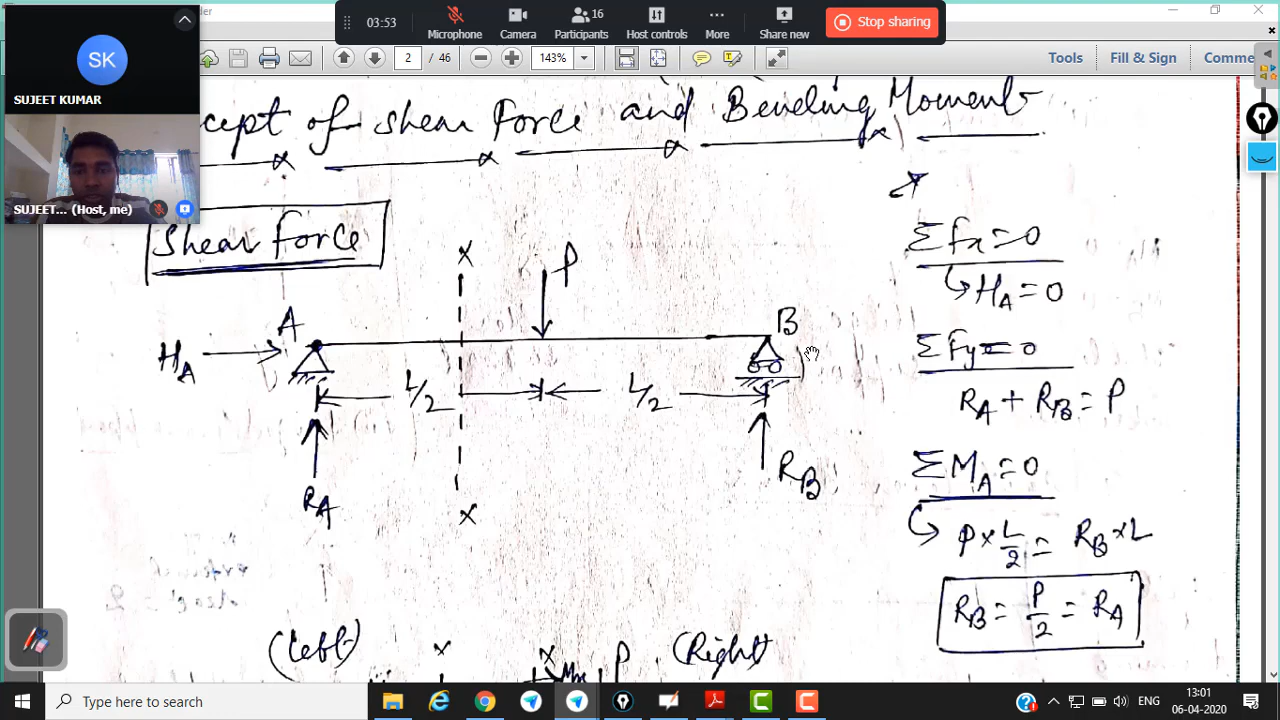 03:53
Microphone
Camera
16
Participants
Host controls
More
Share new
Stop sharing
SK
SUJEET KUMAR
SUJEET... (Host, me)
2 / 46
143%
Tools
Fill & Sign
Comme
cept of shear force and Bending Moment
Shear force
X
P
A
B
HA
L/2
L/2
RA
RB
X
Σfx=0
HA=0
Σfy=0
RA + RB = P
ΣMA=0
P×L/2 = RB×L
RB = P/2 = RA
(left)
X
X
P
(Right)
Type here to search
ENG
13:01
06-04-2020